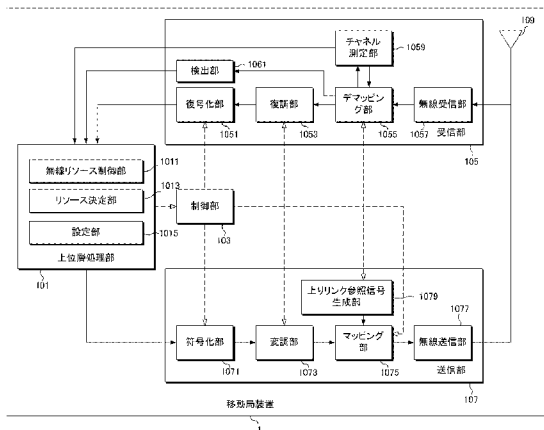 109
チャネル
測定部
1059
検出部
1061
復号化部
1051
復調部
1053
デマッピ
ング部
1055
無線受信部
1057
受信部
105
無線リソース制御部
1011
リソース決定部
1013
設定部
1015
上位層処理部
101
制御部
103
上りリンク参照信号
生成部
1079
1077
符号化部
1071
変調部
1073
マッピング
部
1075
無線送信部
送信部
107
移動局装置
1